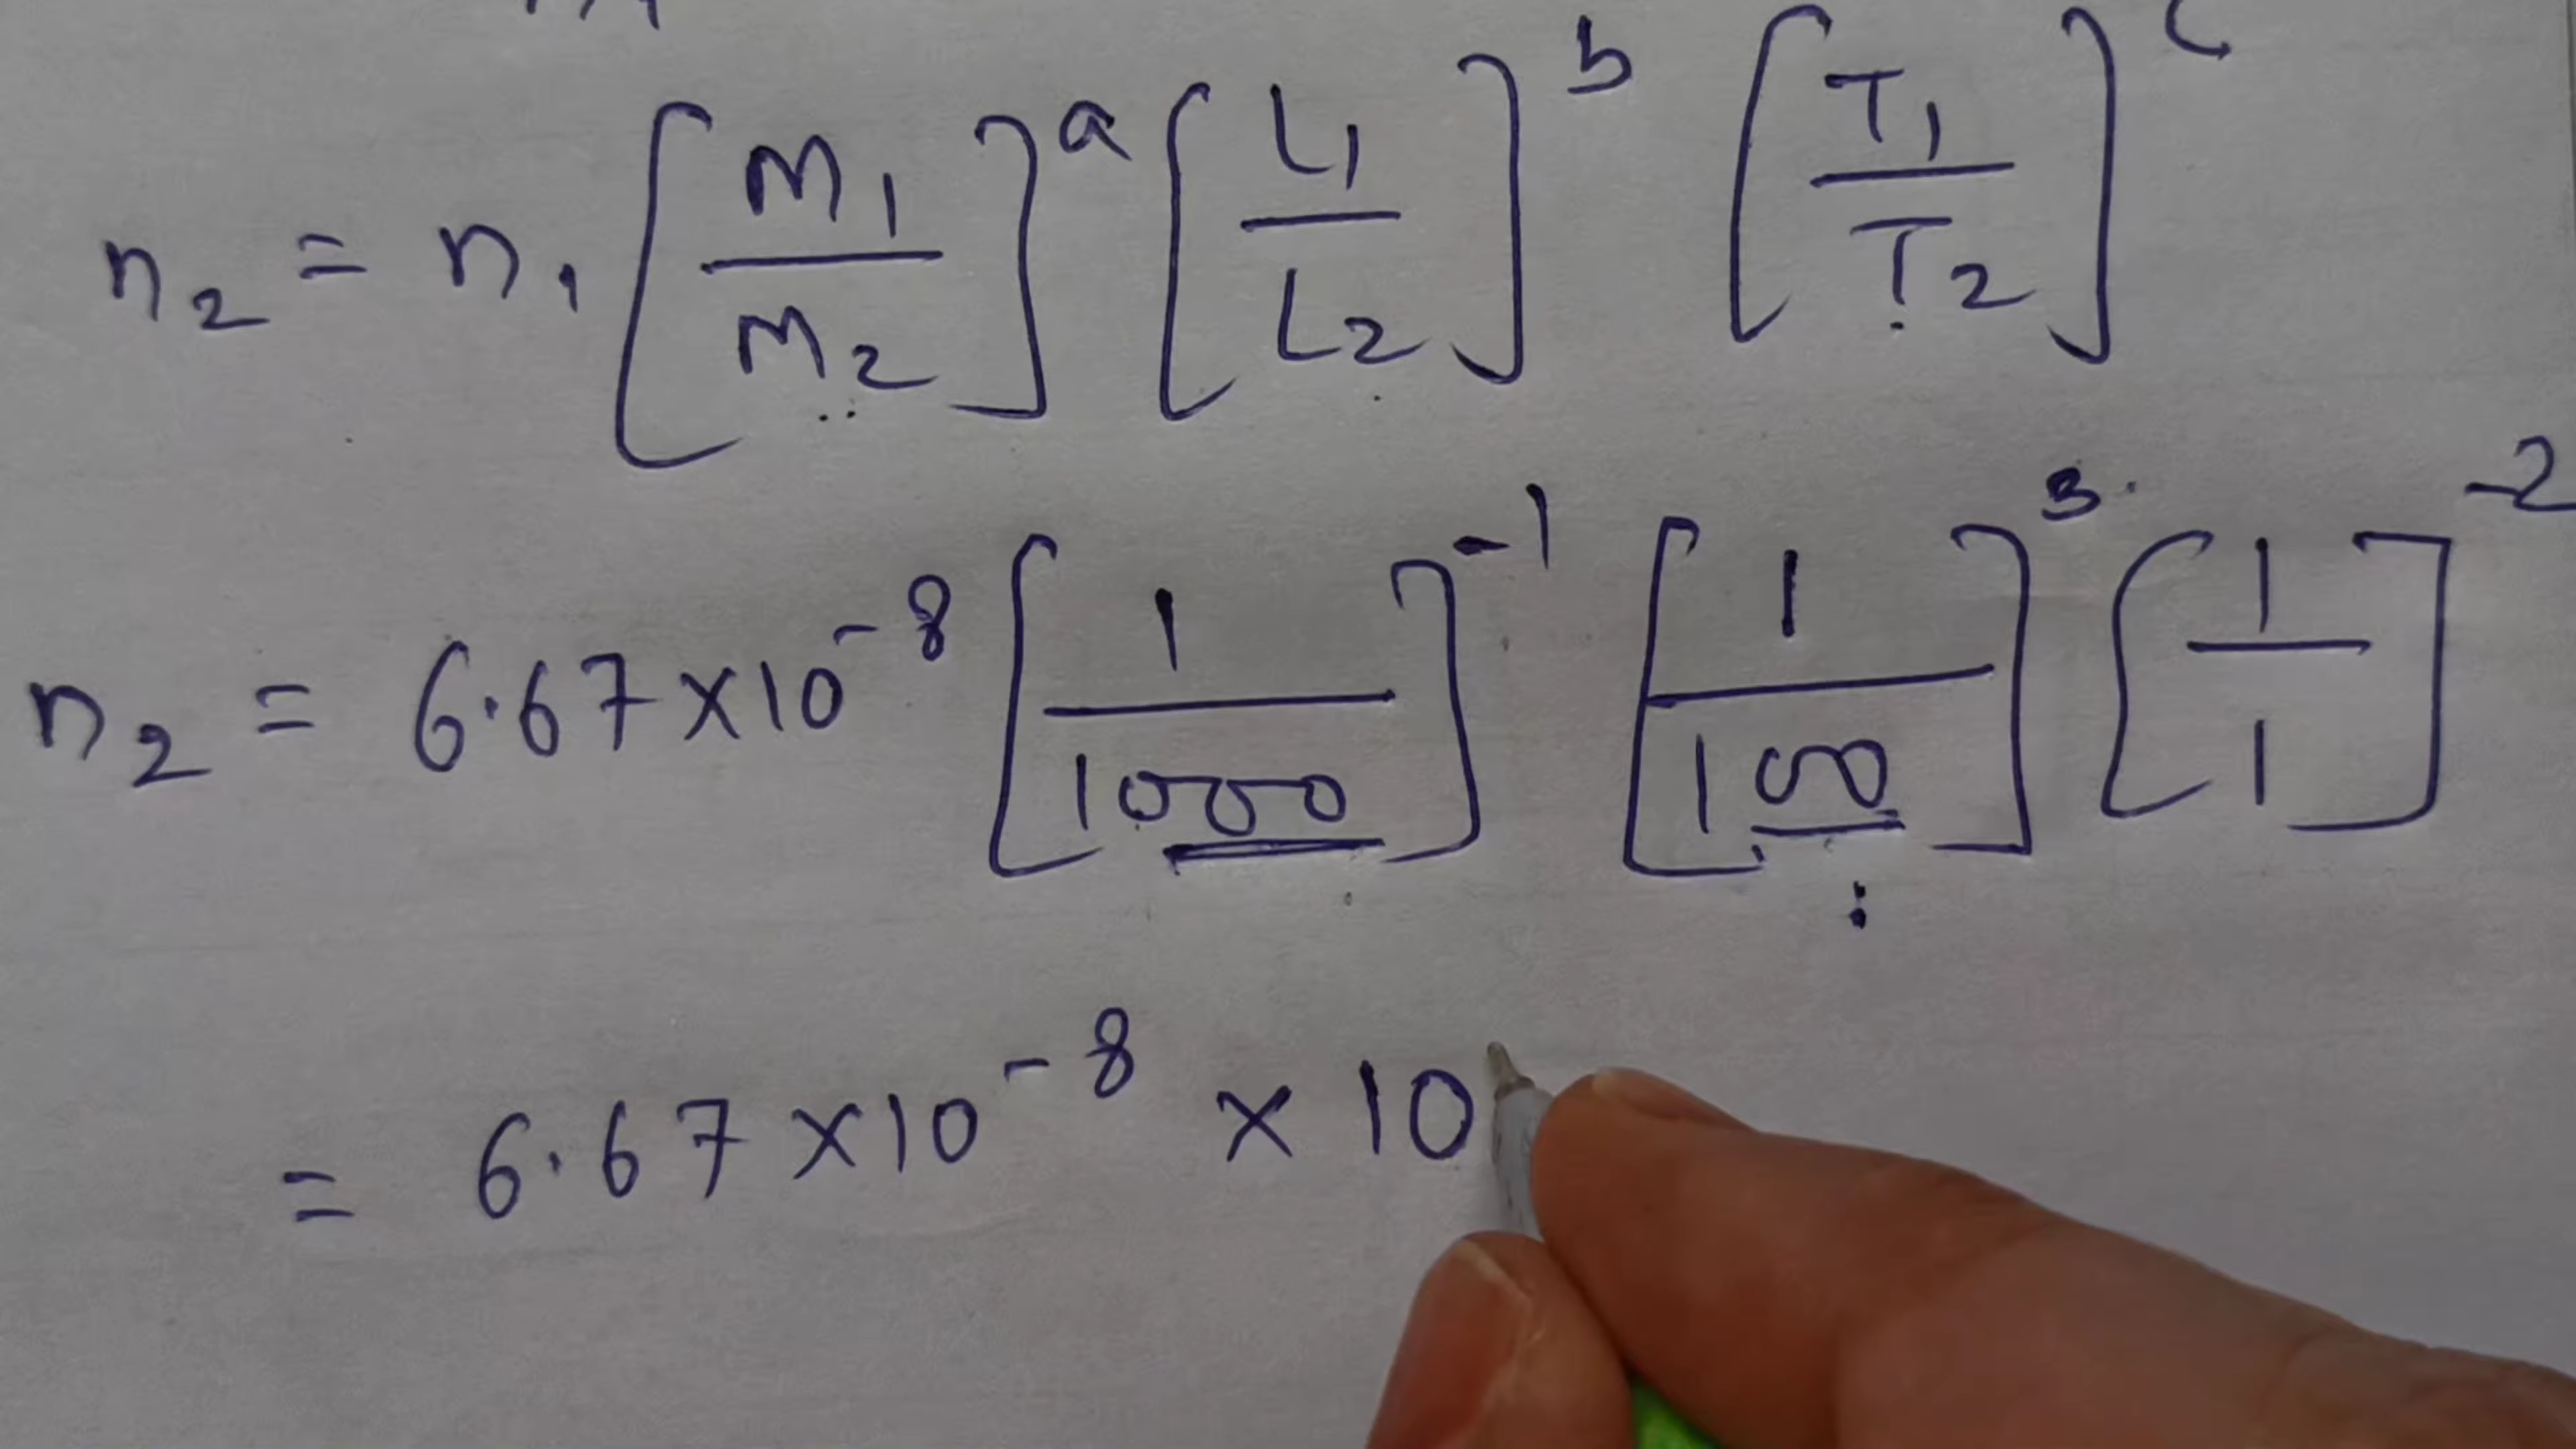 n₂ = n₁ [M₁/M₂]ᵃ [L₁/L₂]ᵇ [T₁/T₂]ᶜ
n₂ = 6.67×10⁻⁸ [1/1000]⁻¹ [1/100]³ [1/1]⁻²
= 6.67×10⁻⁸ × 10